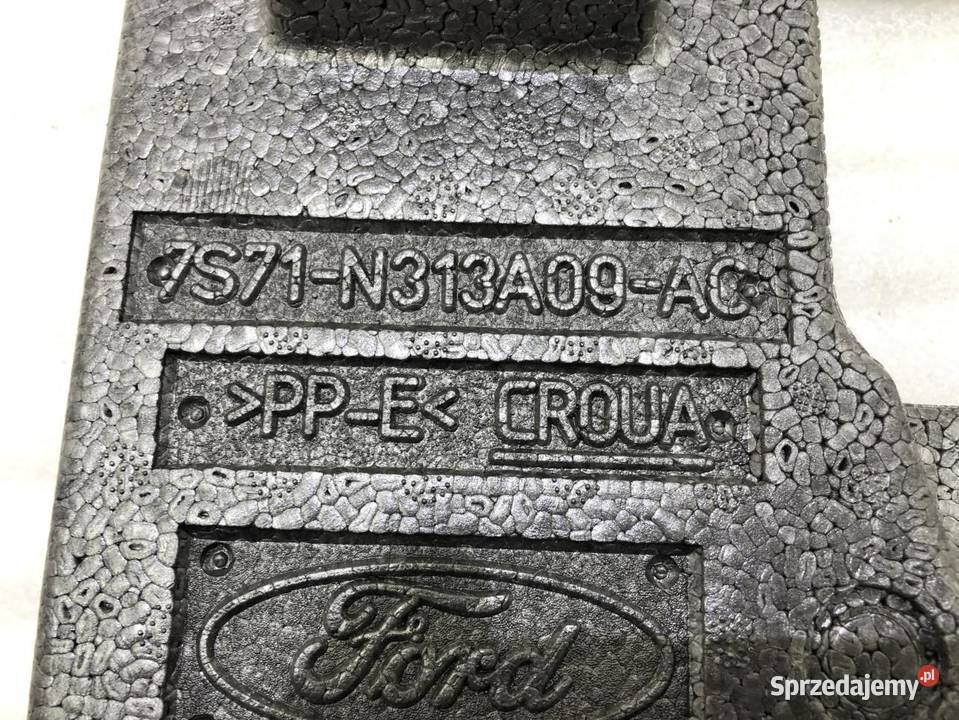 7S71-N313A09-AC
>PP-E< CROUA
Ford
Sprzedajemy.pl